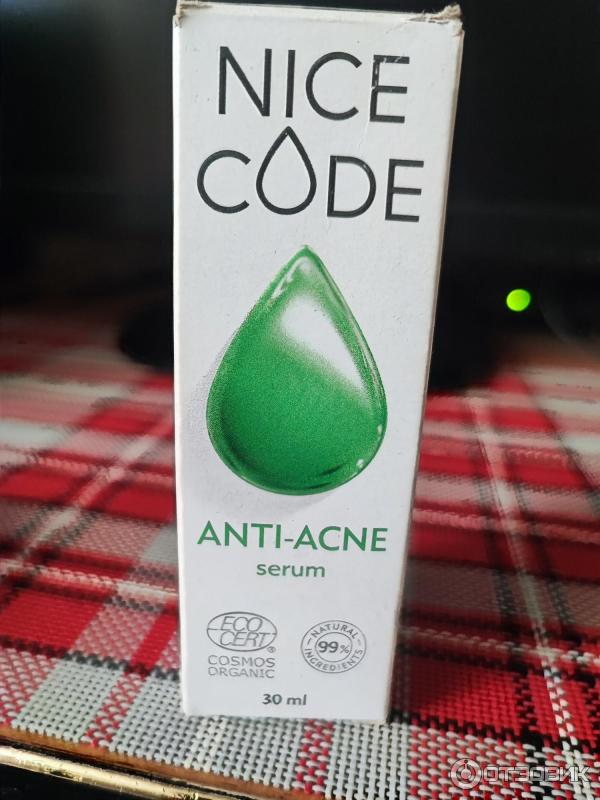 NICE
CODE
ANTI-ACNE
serum
ECO
CERT®
COSMOS
ORGANIC
NATURAL
99%
INGREDIENTS
30 ml
ОТЗОВИК